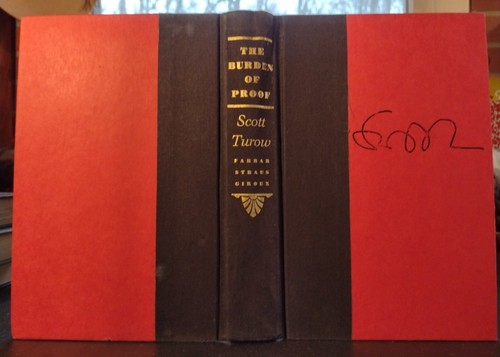 THE
BURDEN
OF
PROOF
Scott
Turow
FARRAR
STRAUS
GIROUX